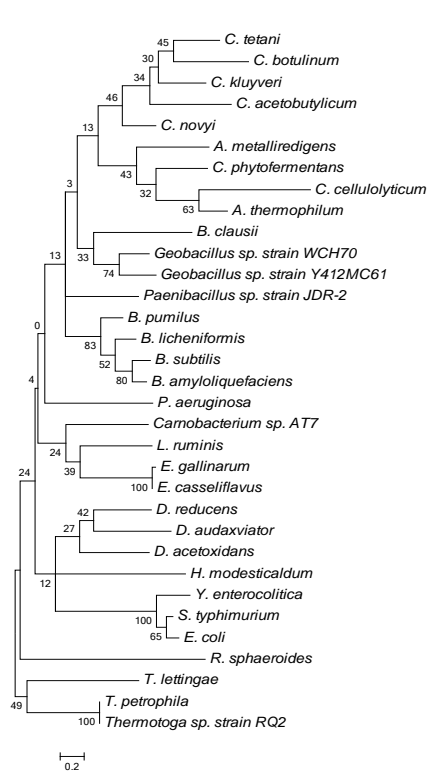 C. tetani
45
C. botulinum
30
C. kluyveri
34
C. acetobutylicum
46
C. novyi
13
A. metalliredigens
43
C. phytofermentans
32
C. cellulolyticum
63
A. thermophilum
3
B. clausii
33
Geobacillus sp. strain WCH70
74
Geobacillus sp. strain Y412MC61
13
Paenibacillus sp. strain JDR-2
B. pumilus
83
B. licheniformis
52
B. subtilis
80
B. amyloliquefaciens
0
P. aeruginosa
4
Carnobacterium sp. AT7
24
L. ruminis
39
E. gallinarum
100
E. casseliflavus
24
D. reducens
42
D. audaxviator
27
D. acetoxidans
H. modesticaldum
12
Y. enterocolitica
100
S. typhimurium
65
E. coli
R. sphaeroides
T. lettingae
49
T. petrophila
100
Thermotoga sp. strain RQ2
0.2